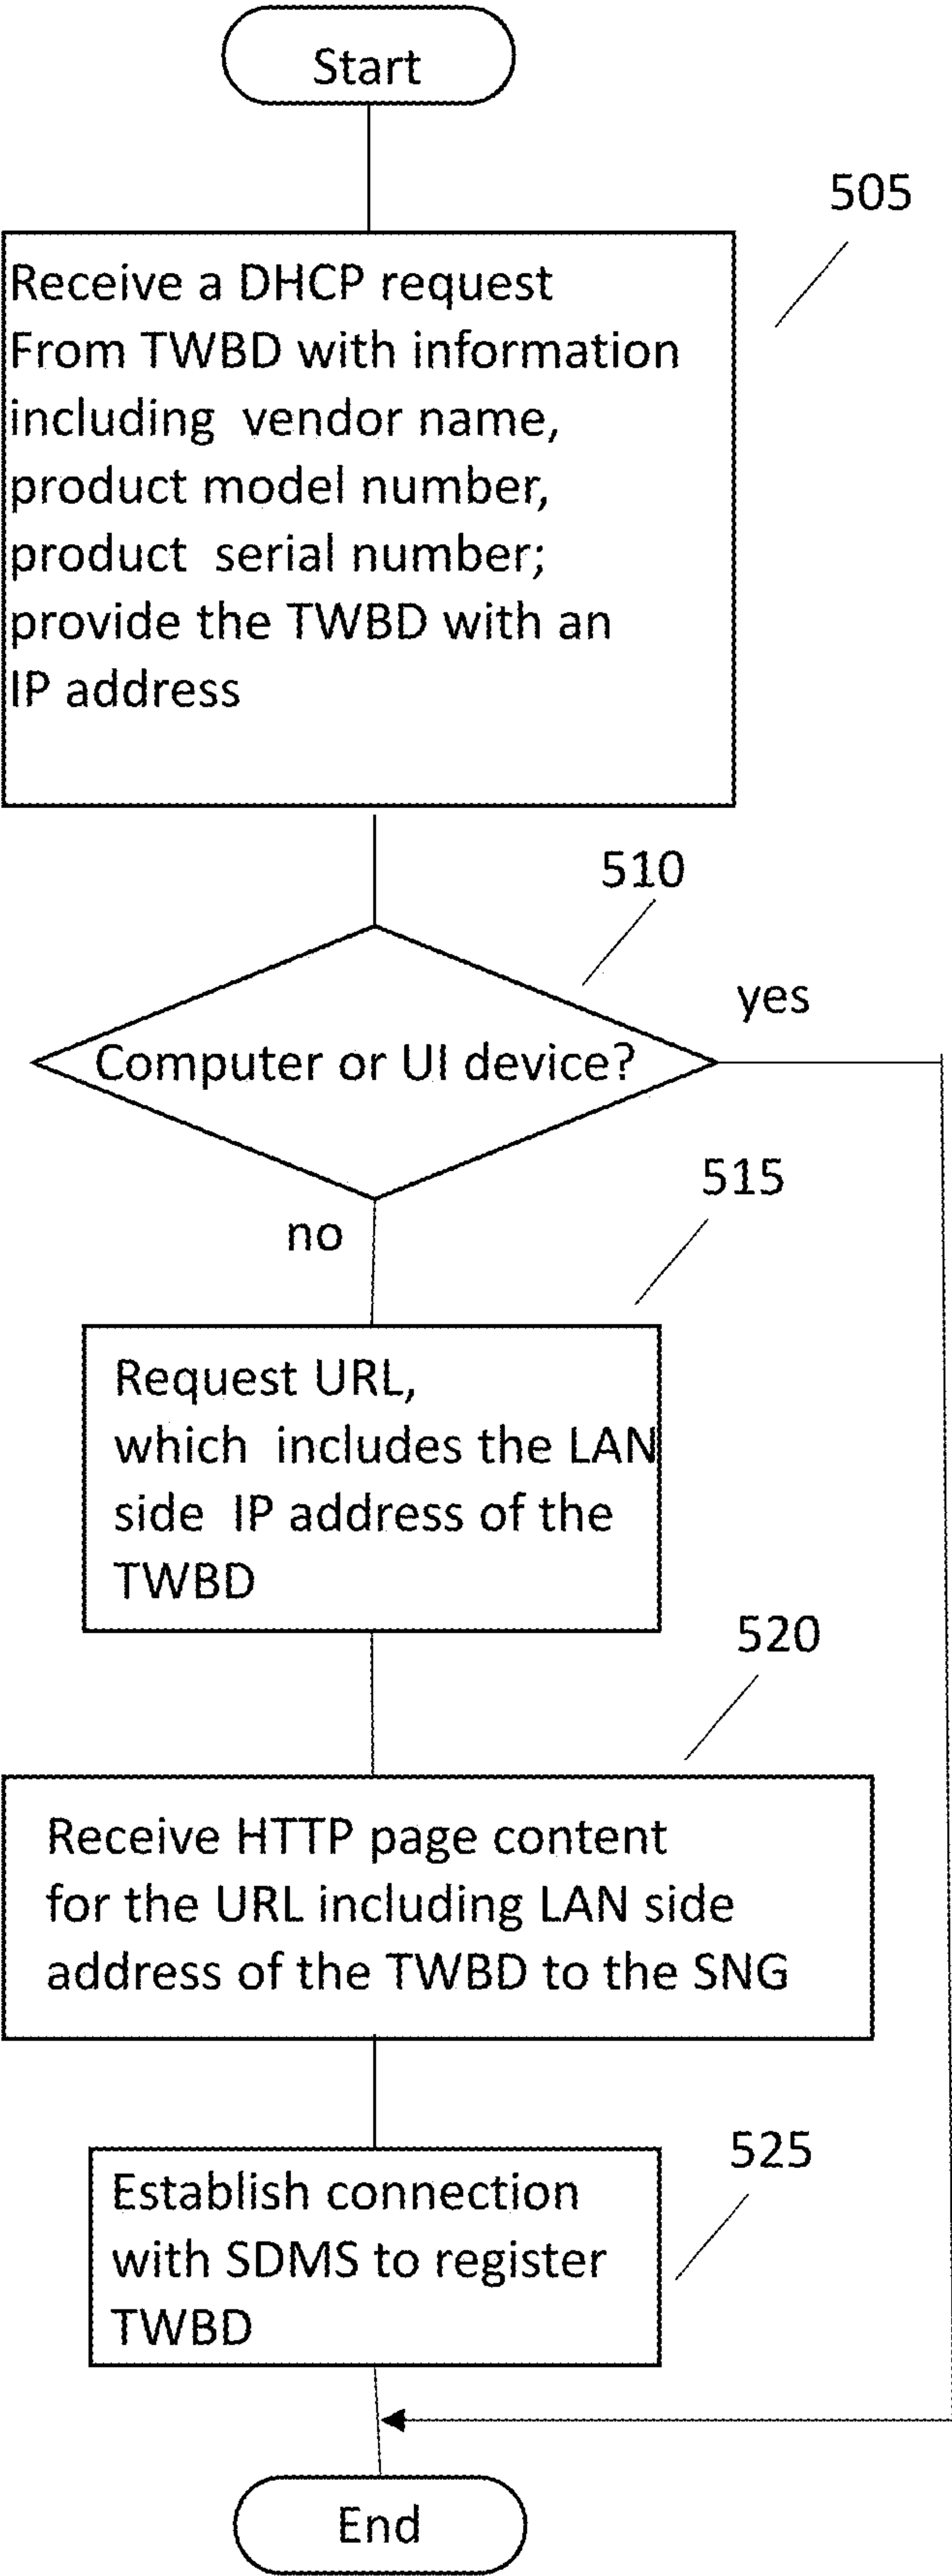 Start
505
Receive a DHCP request
From TWBD with information
including vendor name,
product model number,
product serial number;
provide the TWBD with an
IP address
510
yes
Computer or UI device?
515
no
Request URL,
which includes the LAN
side IP address of the
TWBD
520
Receive HTTP page content
for the URL including LAN side
address of the TWBD to the SNG
525
Establish connection
with SDMS to register
TWBD
End